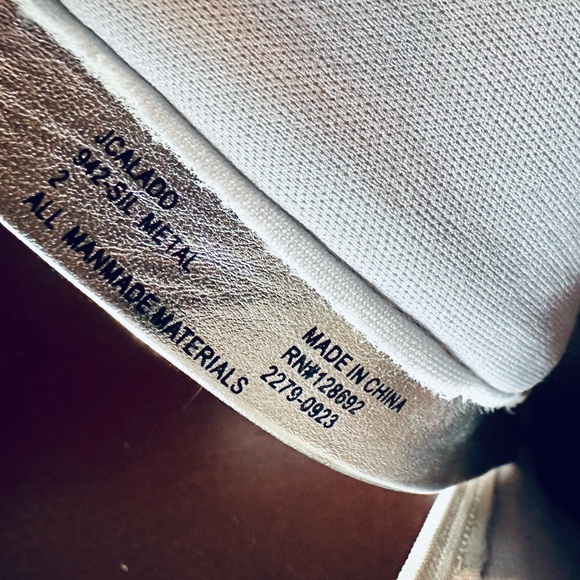 JCALADO
942-SIL METAL
2
ALL MANMADE MATERIALS
MADE IN CHINA
RN#128692
2279-0923